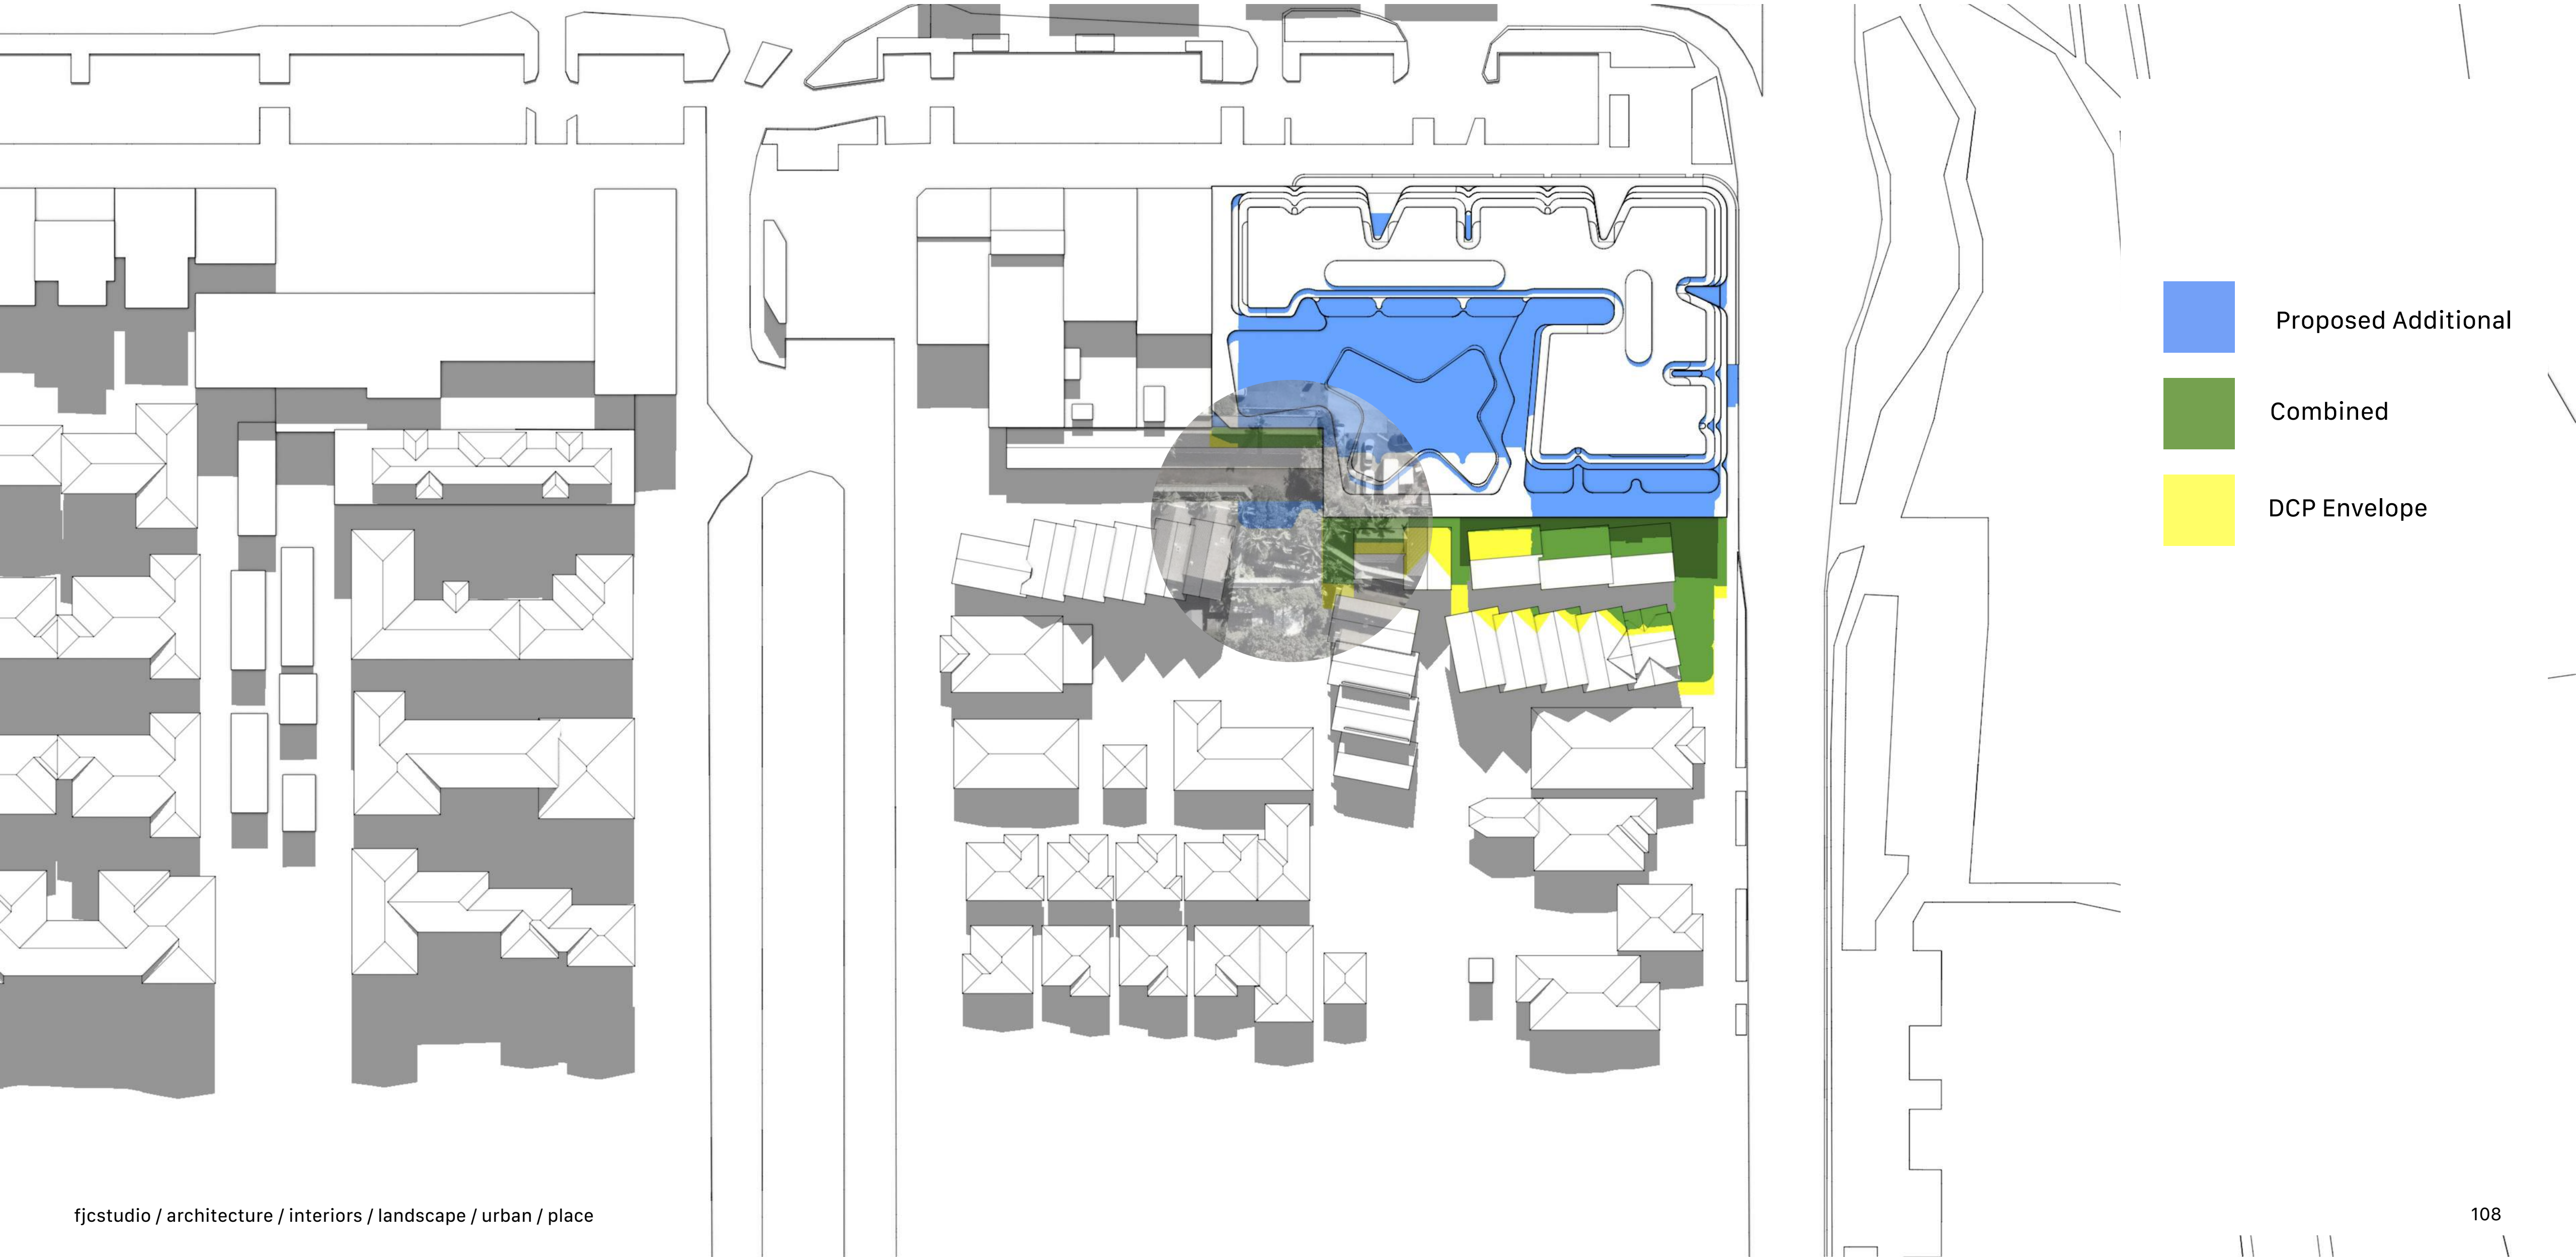 Proposed Additional
Combined
DCP Envelope
fjcstudio / architecture / interiors / landscape / urban / place
108